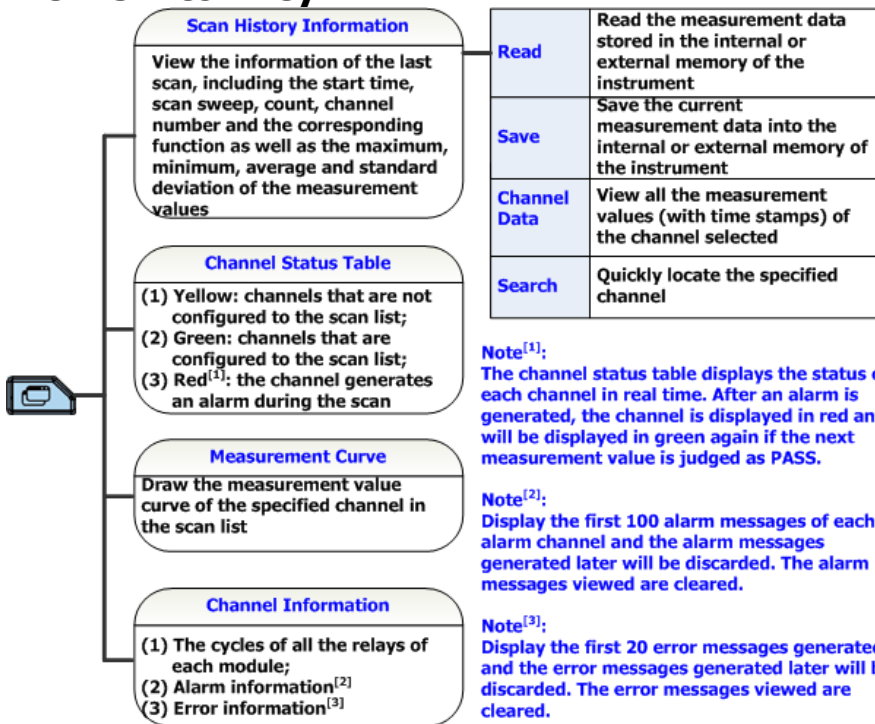 Scan History Information
View the information of the last
scan, including the start time,
scan sweep, count, channel
number and the corresponding
function as well as the maximum,
minimum, average and standard
deviation of the measurement
values
Read
Read the measurement data
stored in the internal or
external memory of the
instrument
Save
Save the current
measurement data into the
internal or external memory of
the instrument
Channel
Data
View all the measurement
values (with time stamps) of
the channel selected
Search
Quickly locate the specified
channel
Channel Status Table
(1) Yellow: channels that are not
configured to the scan list;
(2) Green: channels that are
configured to the scan list;
(3) Red[1]: the channel generates
an alarm during the scan
Measurement Curve
Draw the measurement value
curve of the specified channel in
the scan list
Channel Information
(1) The cycles of all the relays of
each module;
(2) Alarm information[2]
(3) Error information[3]
Note[1]:
The channel status table displays the status
each channel in real time. After an alarm is
generated, the channel is displayed in red an
will be displayed in green again if the next
measurement value is judged as PASS.
Note[2]:
Display the first 100 alarm messages of each
alarm channel and the alarm messages
generated later will be discarded. The alarm
messages viewed are cleared.
Note[3]:
Display the first 20 error messages generated
and the error messages generated later will
discarded. The error messages viewed are
cleared.